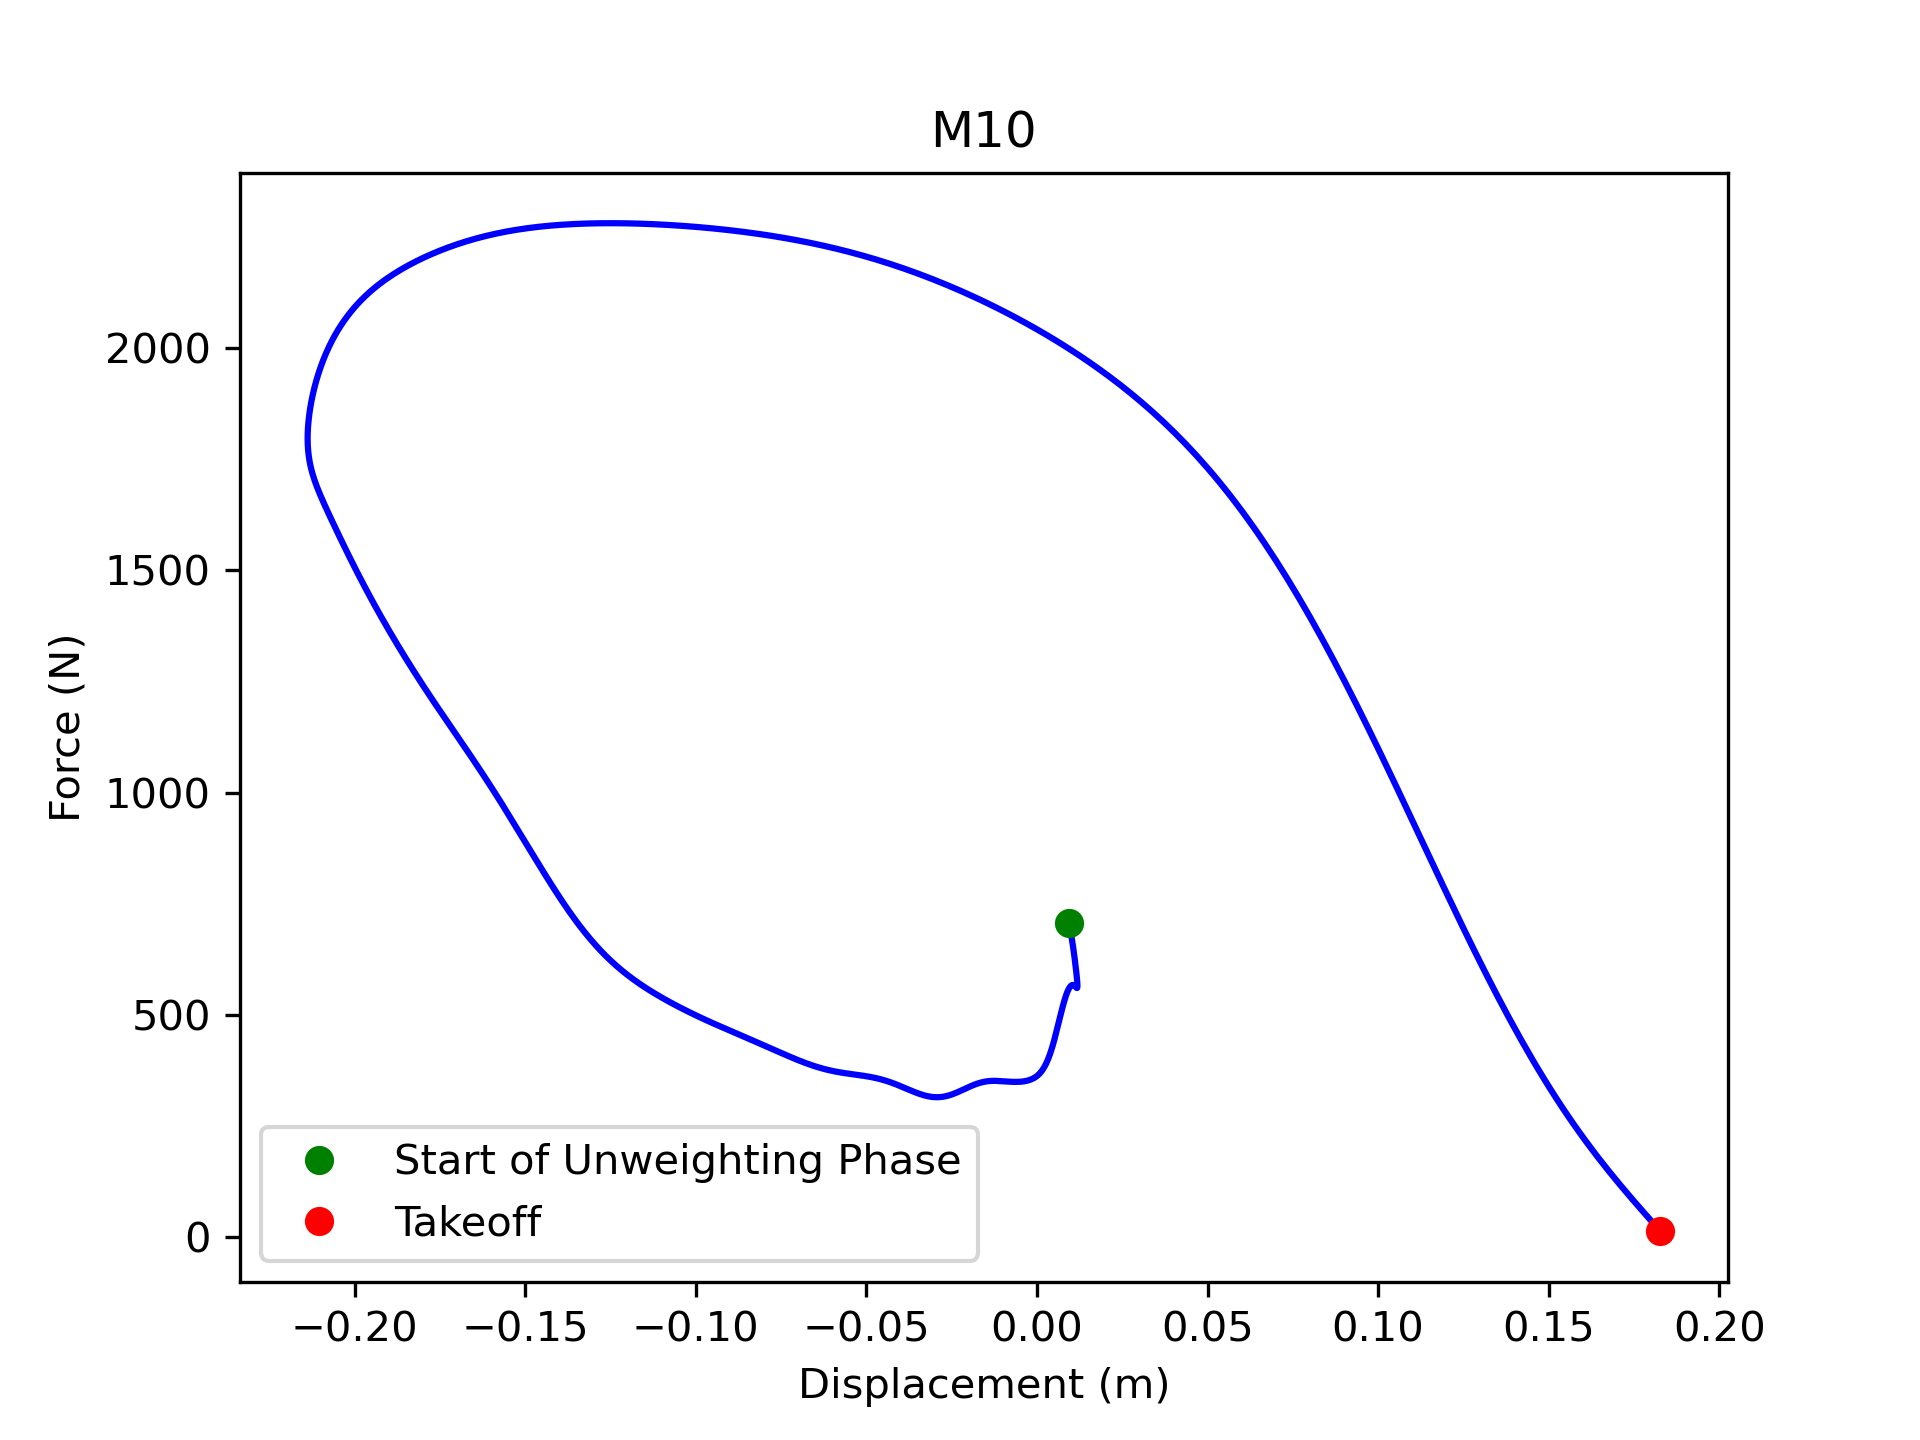 M10
Force (N)
2000
1500
1000
500
0
Start of Unweighting Phase
Takeoff
−0.20 −0.15 −0.10 −0.05 0.00 0.05 0.10 0.15 0.20
Displacement (m)